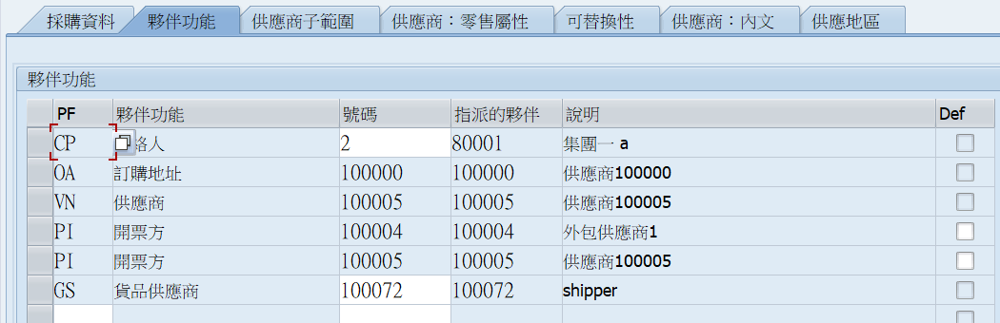 採購資料 夥伴功能 供應商子範圍 供應商：零售屬性 可替換性 供應商：內文 供應地區
夥伴功能
PF 夥伴功能 號碼 指派的夥伴 說明 Def
CP 絡人 2 80001 集團一 a
OA 訂購地址 100000 100000 供應商100000
VN 供應商 100005 100005 供應商100005
PI 開票方 100004 100004 外包供應商1
PI 開票方 100005 100005 供應商100005
GS 貨品供應商 100072 100072 shipper